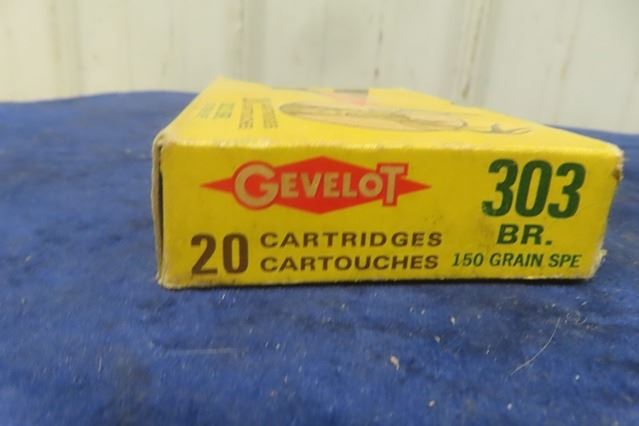 GEVELOT
303
BR.
20 CARTRIDGES
CARTOUCHES
150 GRAIN SPE